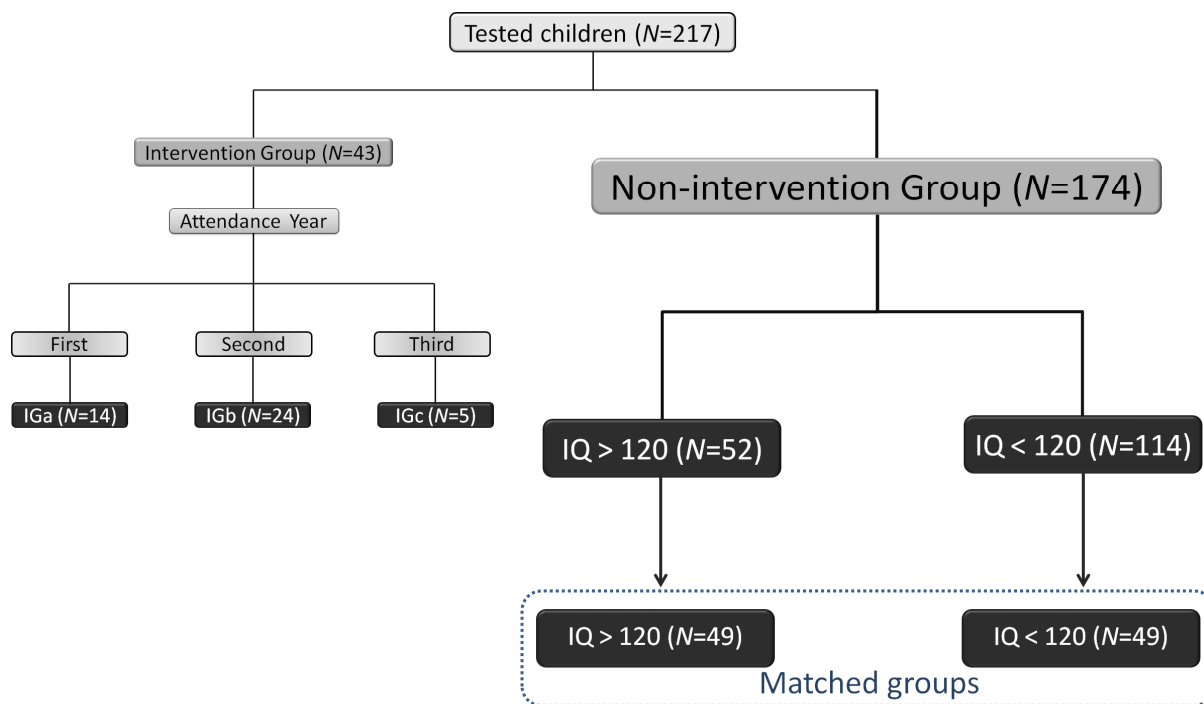 Tested children (N=217)
Intervention Group (N=43)
Non-intervention Group (N=174)
Attendance Year
First
Second
Third
IGa (N=14)
IGb (N=24)
IGc (N=5)
IQ > 120 (N=52)
IQ < 120 (N=114)
IQ > 120 (N=49)
IQ < 120 (N=49)
Matched groups